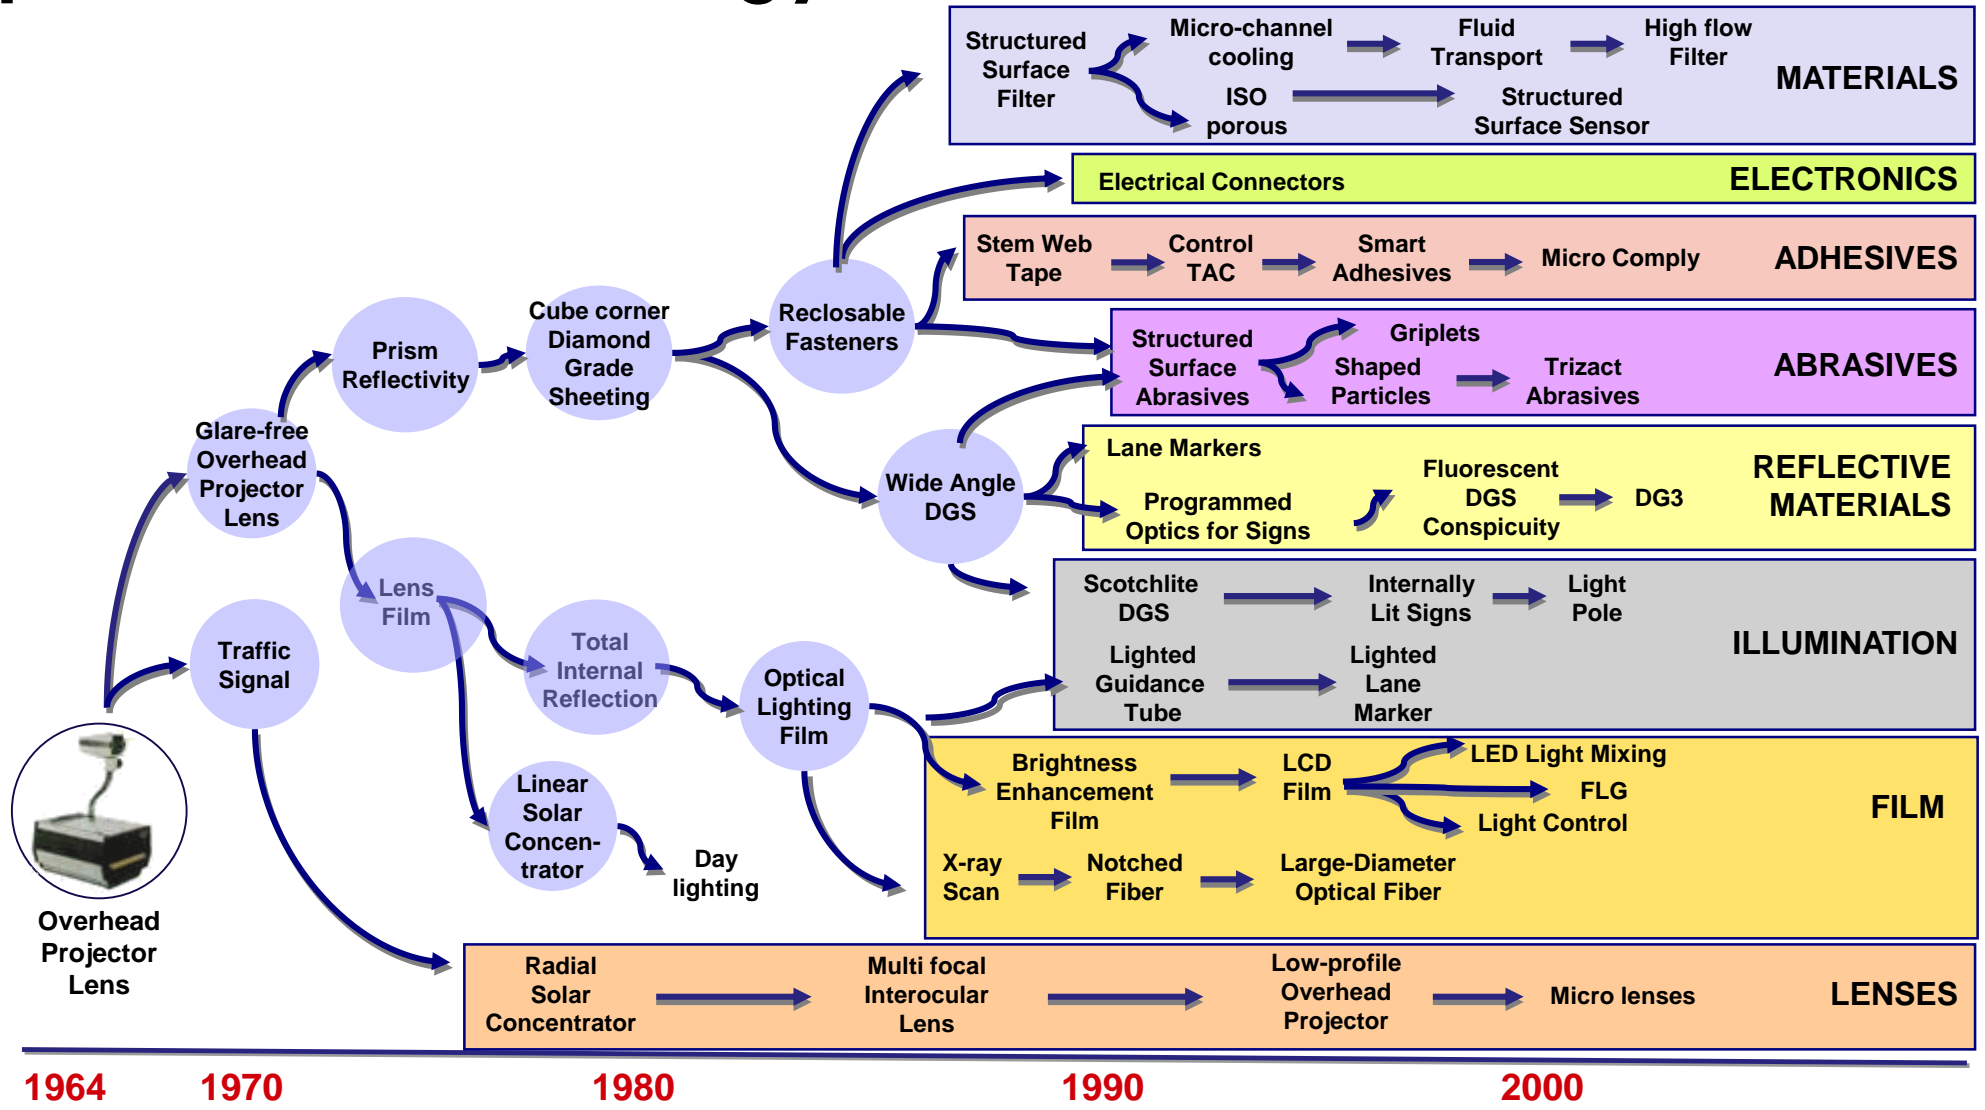 Structured
Surface
Filter
Micro-channel
cooling
Fluid
Transport
High flow
Filter
ISO
porous
Structured
Surface Sensor
MATERIALS
Electrical Connectors
ELECTRONICS
Stem Web
Tape
Control
TAC
Smart
Adhesives
Micro Comply
ADHESIVES
Structured
Surface
Abrasives
Griplets
Shaped
Particles
Trizact
Abrasives
ABRASIVES
Lane Markers
Programmed
Optics for Signs
Fluorescent
DGS
Conspicuity
DG3
REFLECTIVE
MATERIALS
Scotchlite
DGS
Internally
Lit Signs
Light
Pole
Lighted
Guidance
Tube
Lighted
Lane
Marker
ILLUMINATION
Brightness
Enhancement
Film
LCD
Film
LED Light Mixing
FLG
Light Control
X-ray
Scan
Notched
Fiber
Large-Diameter
Optical Fiber
FILM
Radial
Solar
Concentrator
Multi focal
Interocular
Lens
Low-profile
Overhead
Projector
Micro lenses
LENSES
Reclosable
Fasteners
Cube corner
Diamond
Grade
Sheeting
Prism
Reflectivity
Glare-free
Overhead
Projector
Lens
Wide Angle
DGS
Lens
Film
Traffic
Signal
Total
Internal
Reflection
Optical
Lighting
Film
Linear
Solar
Concen-
trator
Day
lighting
Overhead
Projector
Lens
1964
1970
1980
1990
2000